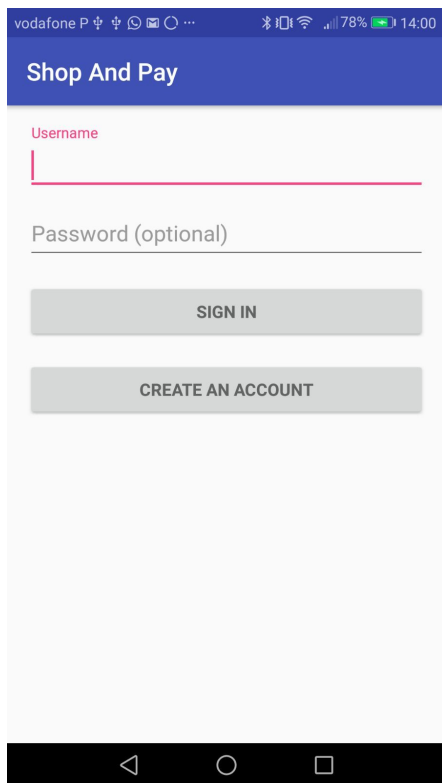 vodafone P ... 78% 14:00
Shop And Pay
Username
Password (optional)
SIGN IN
CREATE AN ACCOUNT